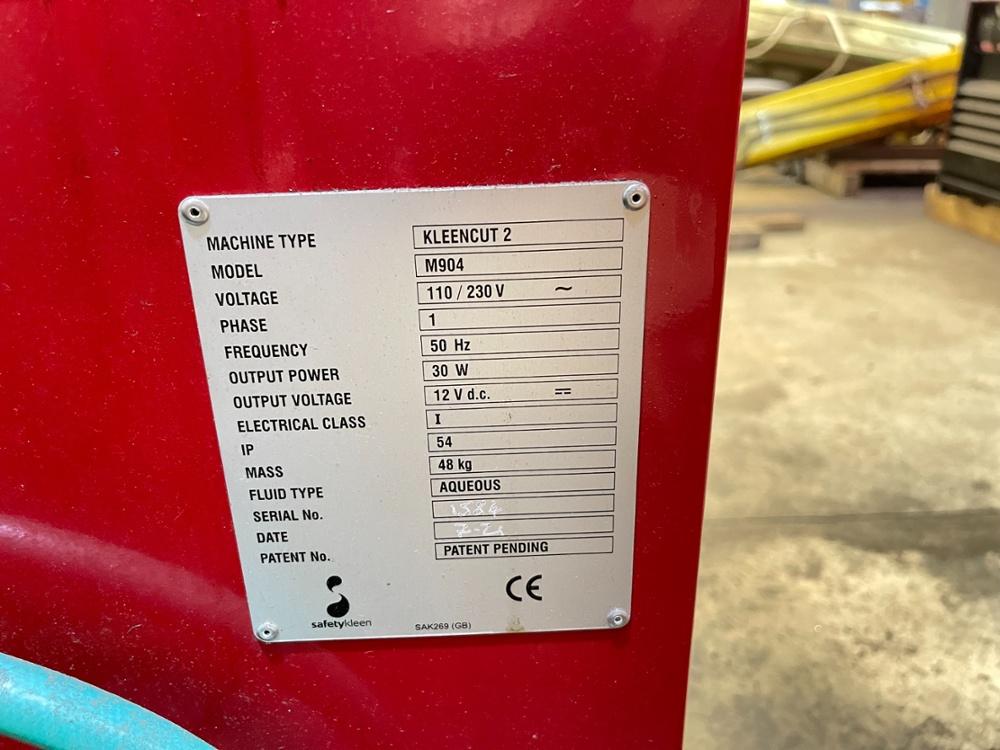 MACHINE TYPE KLEENCUT 2
MODEL M904
VOLTAGE 110 / 230 V ~
PHASE 1
FREQUENCY 50 Hz
OUTPUT POWER 30 W
OUTPUT VOLTAGE 12 V d.c. ⎓
ELECTRICAL CLASS I
IP 54
MASS 48 kg
FLUID TYPE AQUEOUS
SERIAL No.
DATE
PATENT No. PATENT PENDING
safetykleen
CE
SAK269 (GB)